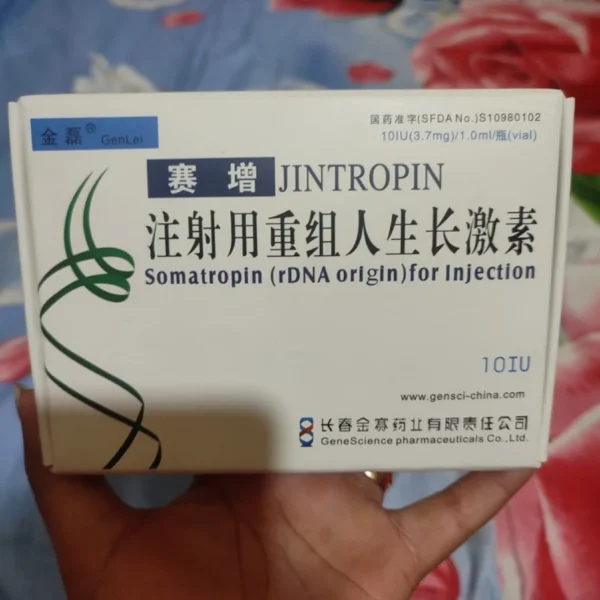 金磊® GenLei
国药准字(SFDA No.)S10980102
10IU(3.7mg)/1.0ml/瓶(vial)
赛增 JINTROPIN
注射用重组人生长激素
Somatropin (rDNA origin)for Injection
10IU
www.gensci-china.com
长春金赛药业有限责任公司
GeneScience pharmaceuticals Co.,Ltd.